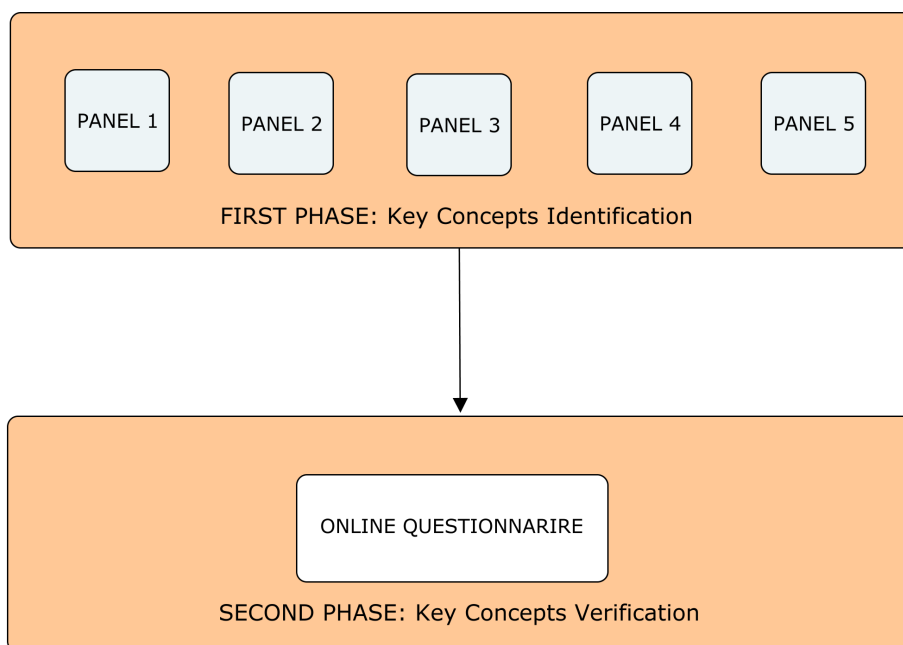 PANEL 1
PANEL 2
PANEL 3
PANEL 4
PANEL 5
FIRST PHASE: Key Concepts Identification
ONLINE QUESTIONNARIRE
SECOND PHASE: Key Concepts Verification